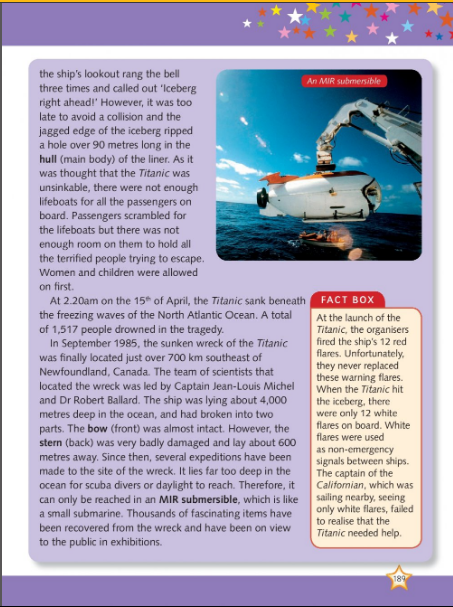 the ship's lookout rang the bell
three times and called out 'Iceberg
right ahead!' However, it was too
late to avoid a collision and the
jagged edge of the iceberg ripped
a hole over 90 metres long in the
hull (main body) of the liner. As it
was thought that the Titanic was
unsinkable, there were not enough
lifeboats for all the passengers on
board. Passengers scrambled for
the lifeboats but there was not
enough room on them to hold all
the terrified people trying to escape.
Women and children were allowed
on first.
An MIR submersible
At 2.20am on the 15th of April, the Titanic sank beneath
the freezing waves of the North Atlantic Ocean. A total
of 1,517 people drowned in the tragedy.
In September 1985, the sunken wreck of the Titanic
was finally located just over 700 km southeast of
Newfoundland, Canada. The team of scientists that
located the wreck was led by Captain Jean-Louis Michel
and Dr Robert Ballard. The ship was lying about 4,000
metres deep in the ocean, and had broken into two
parts. The bow (front) was almost intact. However, the
stern (back) was very badly damaged and lay about 600
metres away. Since then, several expeditions have been
made to the site of the wreck. It lies far too deep in the
ocean for scuba divers or daylight to reach. Therefore, it
can only be reached in an MIR submersible, which is like
a small submarine. Thousands of fascinating items have
been recovered from the wreck and have been on view
to the public in exhibitions.
FACT BOX
At the launch of the
Titanic, the organisers
fired the ship's 12 red
flares. Unfortunately,
they never replaced
these warning flares.
When the Titanic hit
the iceberg, there
were only 12 white
flares on board. White
flares were used
as non-emergency
signals between ships.
The captain of the
Californian, which was
sailing nearby, seeing
only white flares, failed
to realise that the
Titanic needed help.
189